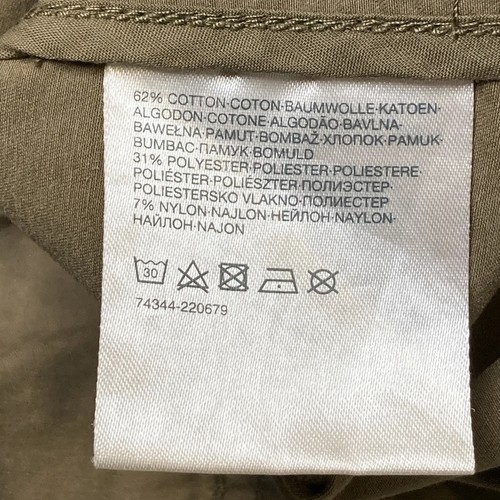 62% COTTON·COTON·BAUMWOLLE·KATOEN·
ALGODON·COTONE·ALGODÃO·BAVLNA·
BAWEŁNA·PAMUT·BOMBAŽ·ХЛОПОК·PAMUK·
BUMBAC·ПАМУК·BOMULD
31% POLYESTER·POLIESTER·POLIESTERE·
POLIÉSTER·POLIÉSZTER·ПОЛИЭСТЕР·
POLIESTERSKO VLAKNO·ПОЛИЕСТЕР
7% NYLON·NAJLON·НЕЙЛОН·NAYLON·
НАЙЛОН·NAJON
30
74344-220679